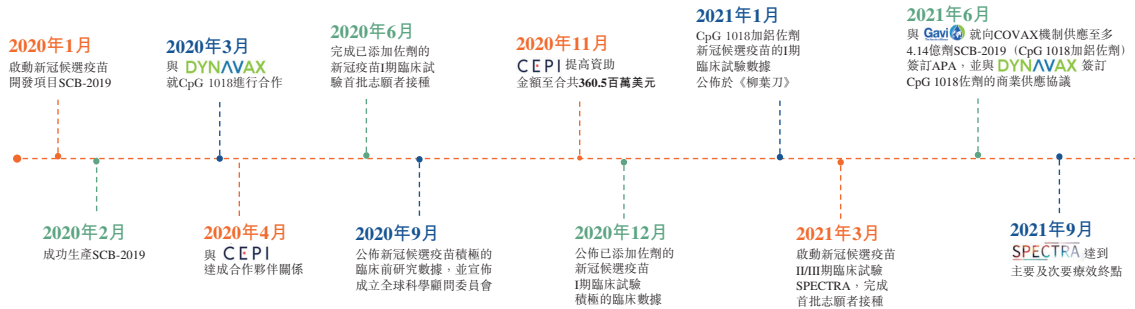 2020年1月
啟動新冠候選疫苗
開發項目SCB-2019
2020年2月
成功生產SCB-2019
2020年3月
與 DYNAVAX
就CpG 1018進行合作
2020年4月
與 CEPI
達成合作夥伴關係
2020年6月
完成已添加佐劑的
新冠疫苗I期臨床試
驗首批志願者接種
2020年9月
公佈新冠候選疫苗積極的
臨床前研究數據，並宣佈
成立全球科學顧問委員會
2020年11月
CEPI 提高資助
金額至合共360.5百萬美元
2020年12月
公佈已添加佐劑的
新冠候選疫苗
I期臨床試驗
積極的臨床數據
2021年1月
CpG 1018加鋁佐劑
新冠候選疫苗的I期
臨床試驗數據
公佈於《柳葉刀》
2021年3月
啟動新冠候選疫苗
II/III期臨床試驗
SPECTRA，完成
首批志願者接種
2021年6月
與 Gavi 就向COVAX機制供應至多
4.14億劑SCB-2019（CpG 1018加鋁佐劑）
簽訂APA，並與 DYNAVAX 簽訂
CpG 1018佐劑的商業供應協議
2021年9月
SPECTRA 達到
主要及次要療效終點